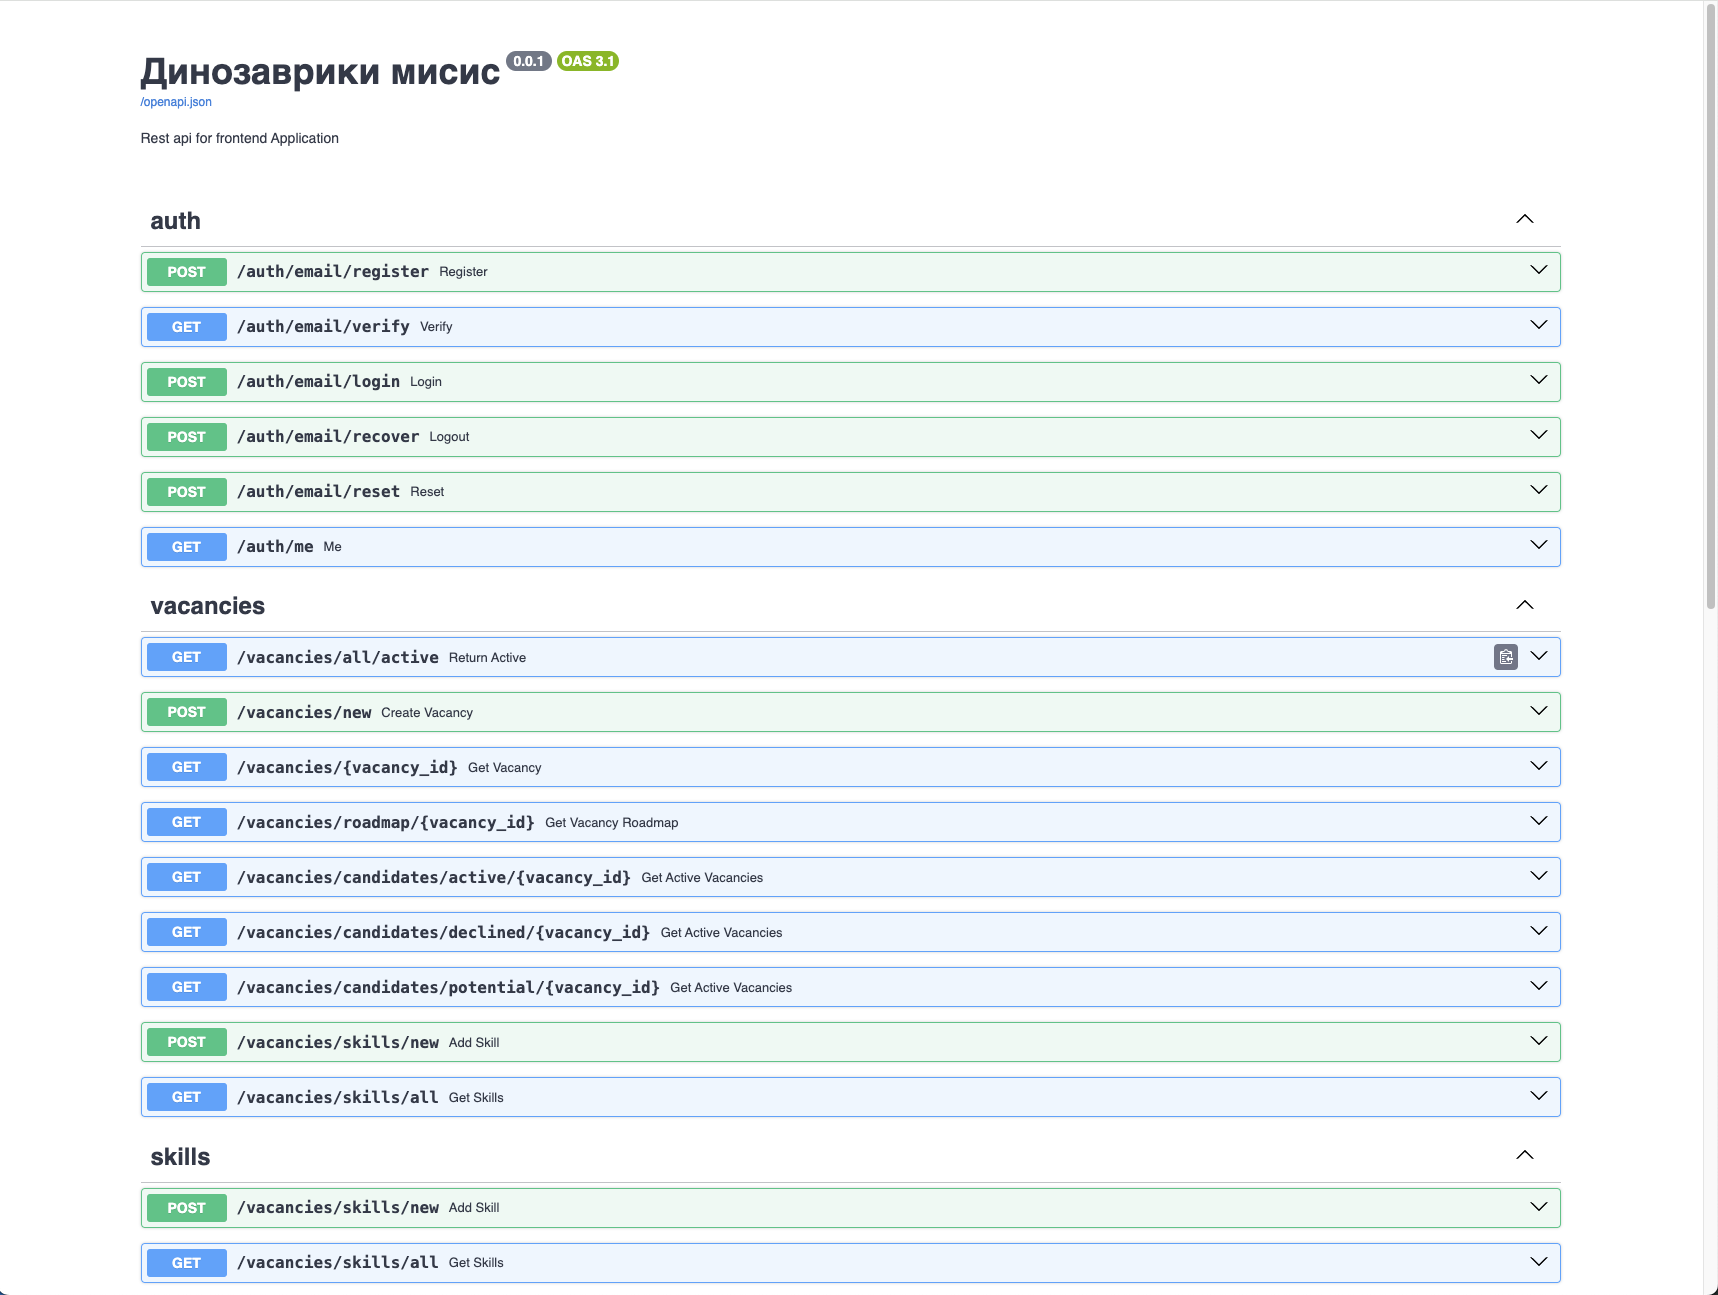 Динозаврики мисис 0.0.1 OAS 3.1
/openapi.json
Rest api for frontend Application
auth
POST /auth/email/register Register
GET /auth/email/verify Verify
POST /auth/email/login Login
POST /auth/email/recover Logout
POST /auth/email/reset Reset
GET /auth/me Me
vacancies
GET /vacancies/all/active Return Active
POST /vacancies/new Create Vacancy
GET /vacancies/{vacancy_id} Get Vacancy
GET /vacancies/roadmap/{vacancy_id} Get Vacancy Roadmap
GET /vacancies/candidates/active/{vacancy_id} Get Active Vacancies
GET /vacancies/candidates/declined/{vacancy_id} Get Active Vacancies
GET /vacancies/candidates/potential/{vacancy_id} Get Active Vacancies
POST /vacancies/skills/new Add Skill
GET /vacancies/skills/all Get Skills
skills
POST /vacancies/skills/new Add Skill
GET /vacancies/skills/all Get Skills